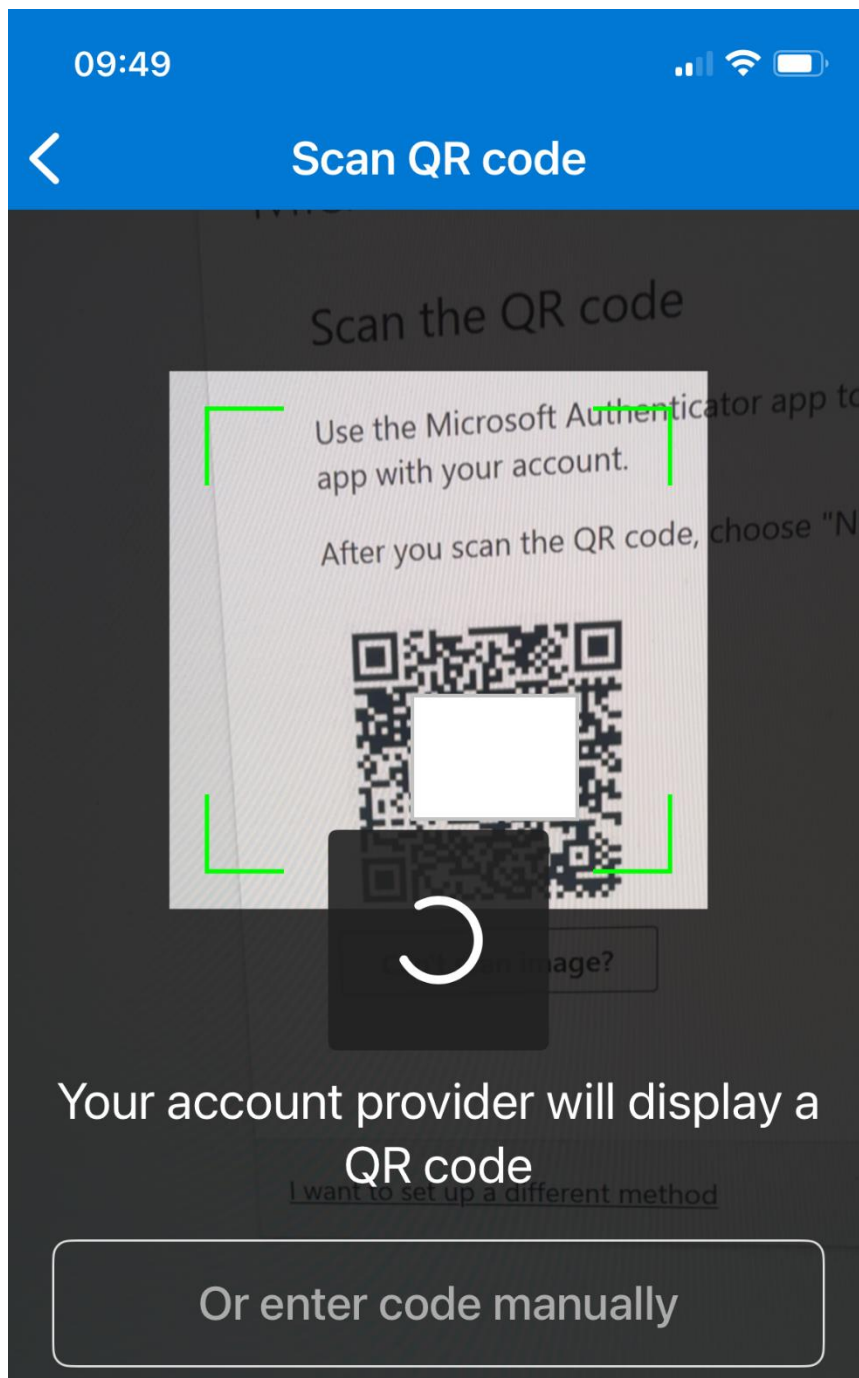 09:49
Scan QR code
Scan the QR code
Use the Microsoft Authenticator app to
app with your account.
After you scan the QR code, choose "N
image?
Your account provider will display a
QR code
I want to set up a different method
Or enter code manually